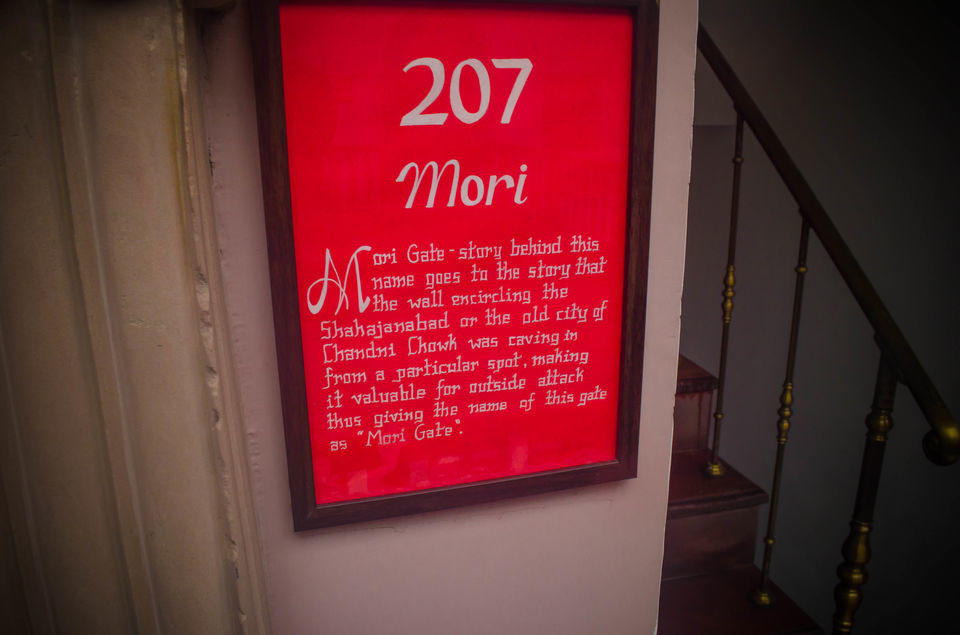 207
Mori
Mori Gate - story behind this
name goes to the story that
the wall encircling the
Shahajanabad or the old city of
Chandni Chowk was caving in
from a particular spot, making
it valuable for outside attack
thus giving the name of this gate
as "Mori Gate".